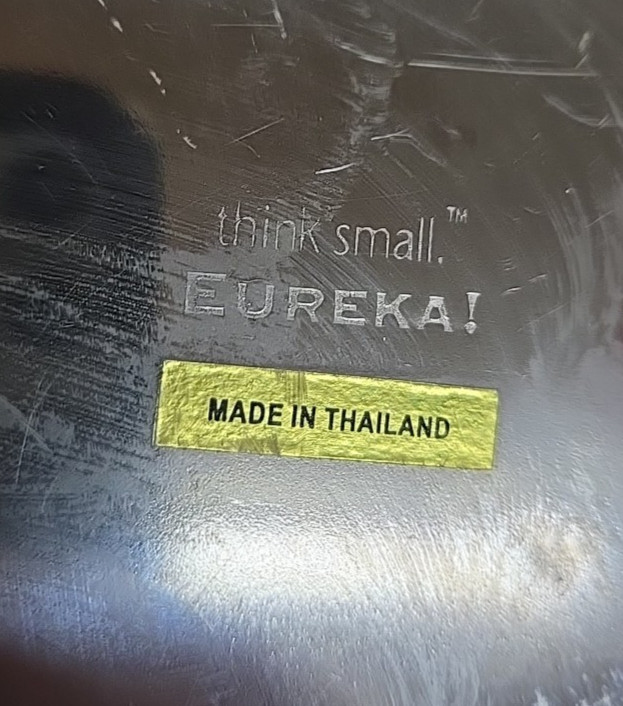 think small.™
EUREKA!
MADE IN THAILAND